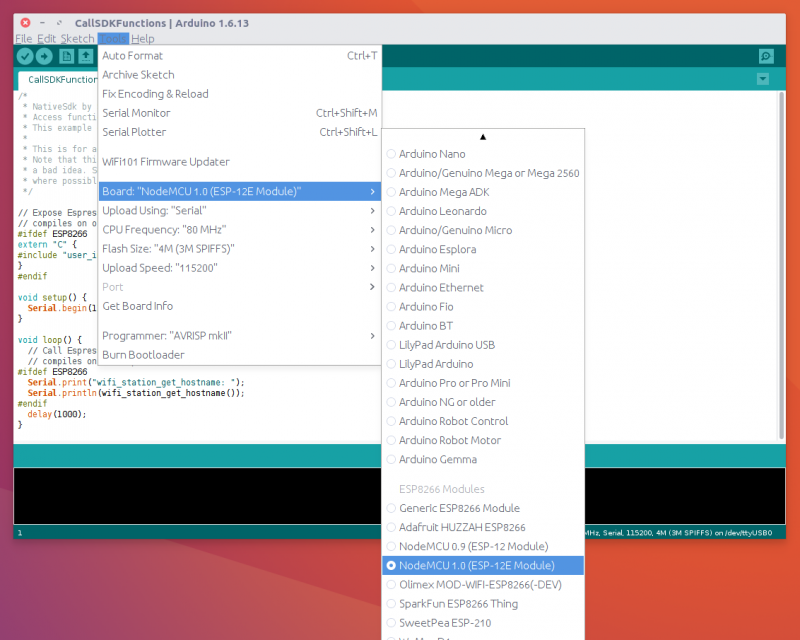 CallSDKFunctions | Arduino 1.6.13
File Edit Sketch Tools Help
CallSDKFunction
/*
* NativeSdk by
* Access functi
* This example
*
* This is for a
* Note that thi
* a bad idea. S
* where possibl
*/
// Expose Espres
// compiles on o
#ifdef ESP8266
extern "C" {
#include "user_i
}
#endif
void setup() {
Serial.begin(1
}
void loop() {
// Call Espres
// compiles on
#ifdef ESP8266
Serial.print("wifi_station_get_hostname: ");
Serial.println(wifi_station_get_hostname());
#endif
delay(1000);
}
1
MHz, Serial, 115200, 4M (3M SPIFFS) on /dev/ttyUSB0
Auto Format Ctrl+T
Archive Sketch
Fix Encoding & Reload
Serial Monitor Ctrl+Shift+M
Serial Plotter Ctrl+Shift+L
WiFi101 Firmware Updater
Board: "NodeMCU 1.0 (ESP-12E Module)"
Upload Using: "Serial"
CPU Frequency: "80 MHz"
Flash Size: "4M (3M SPIFFS)"
Upload Speed: "115200"
Port
Get Board Info
Programmer: "AVRISP mkII"
Burn Bootloader
Arduino Nano
Arduino/Genuino Mega or Mega 2560
Arduino Mega ADK
Arduino Leonardo
Arduino/Genuino Micro
Arduino Esplora
Arduino Mini
Arduino Ethernet
Arduino Fio
Arduino BT
LilyPad Arduino USB
LilyPad Arduino
Arduino Pro or Pro Mini
Arduino NG or older
Arduino Robot Control
Arduino Robot Motor
Arduino Gemma
ESP8266 Modules
Generic ESP8266 Module
Adafruit HUZZAH ESP8266
NodeMCU 0.9 (ESP-12 Module)
NodeMCU 1.0 (ESP-12E Module)
Olimex MOD-WIFI-ESP8266(-DEV)
SparkFun ESP8266 Thing
SweetPea ESP-210